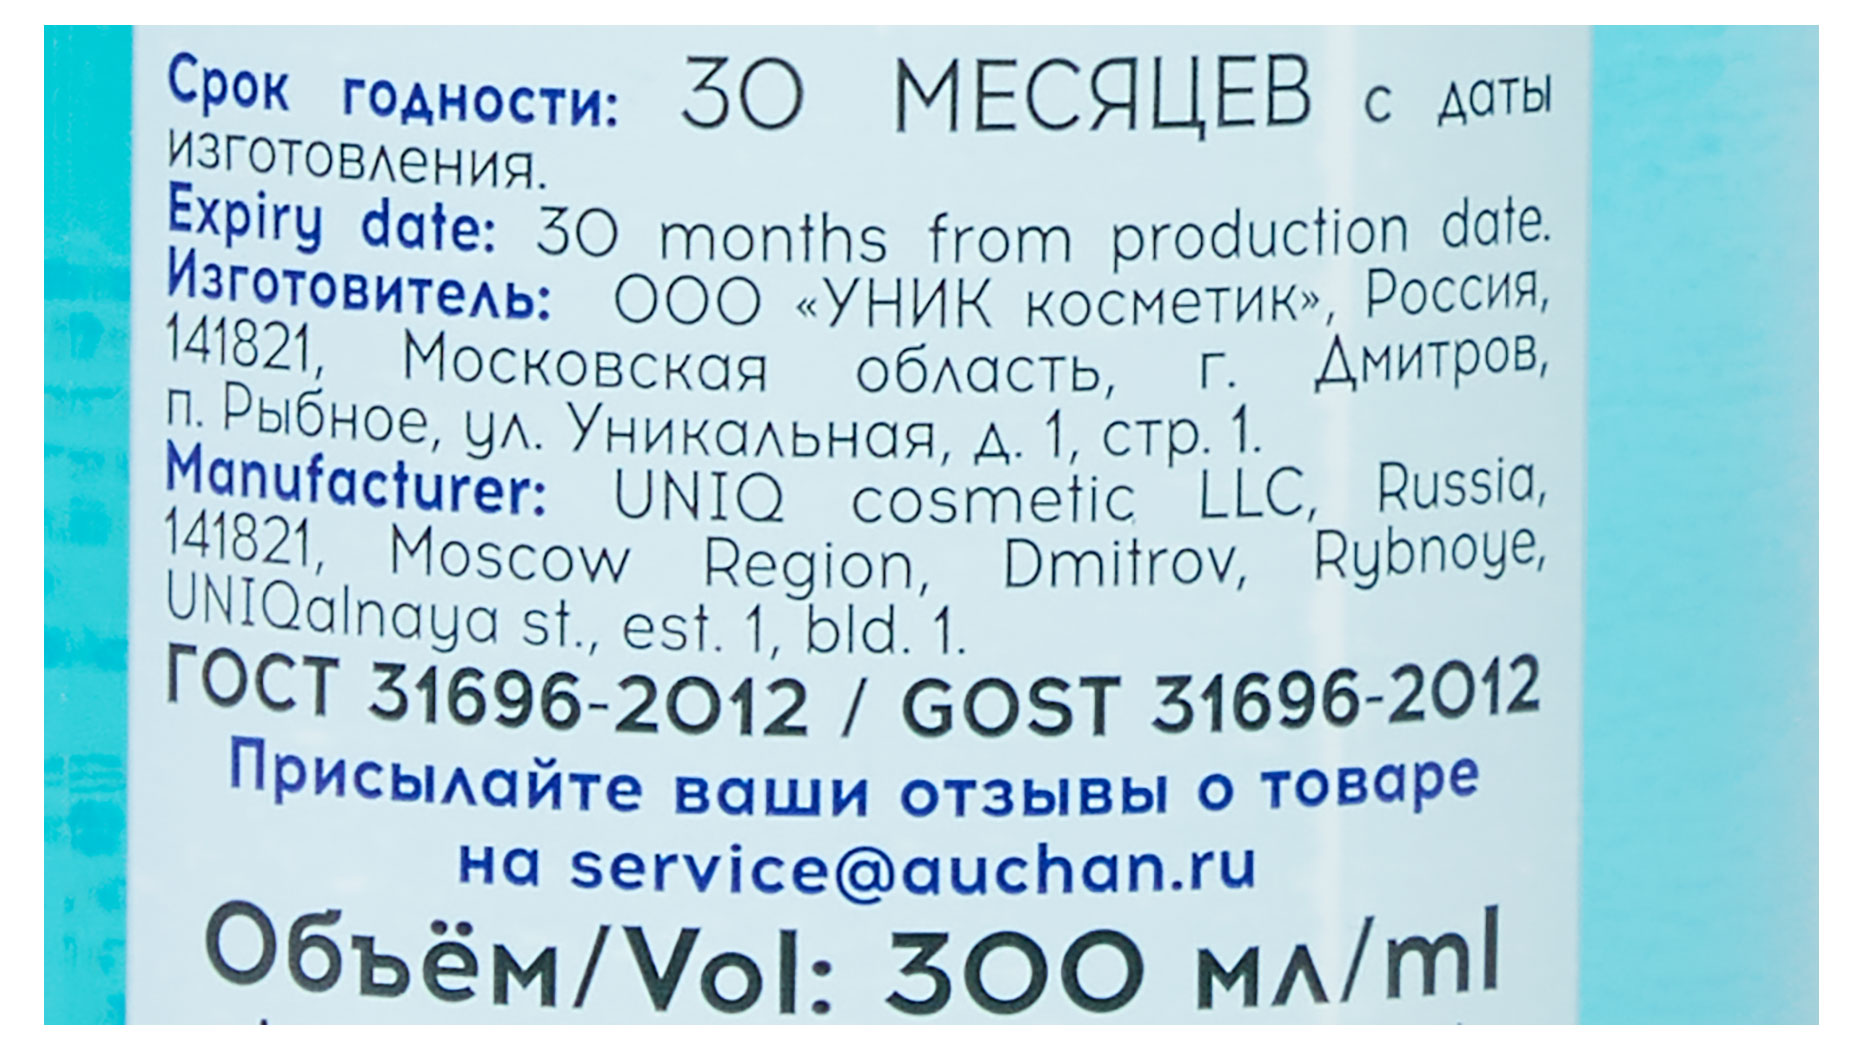 Срок годности: 30 МЕСЯЦЕВ с даты
изготовления.
Expiry date: 30 months from production date.
Изготовитель: ООО «УНИК косметик», Россия,
141821, Московская область, г. Дмитров,
п. Рыбное, ул. Уникальная, д. 1, стр. 1.
Manufacturer: UNIQ cosmetic LLC, Russia,
141821, Moscow Region, Dmitrov, Rybnoye,
UNIQalnaya st., est. 1, bld. 1.
ГОСТ 31696-2012 / GOST 31696-2012
Присылайте ваши отзывы о товаре
на service@auchan.ru
Объём/Vol: 300 мл/ml